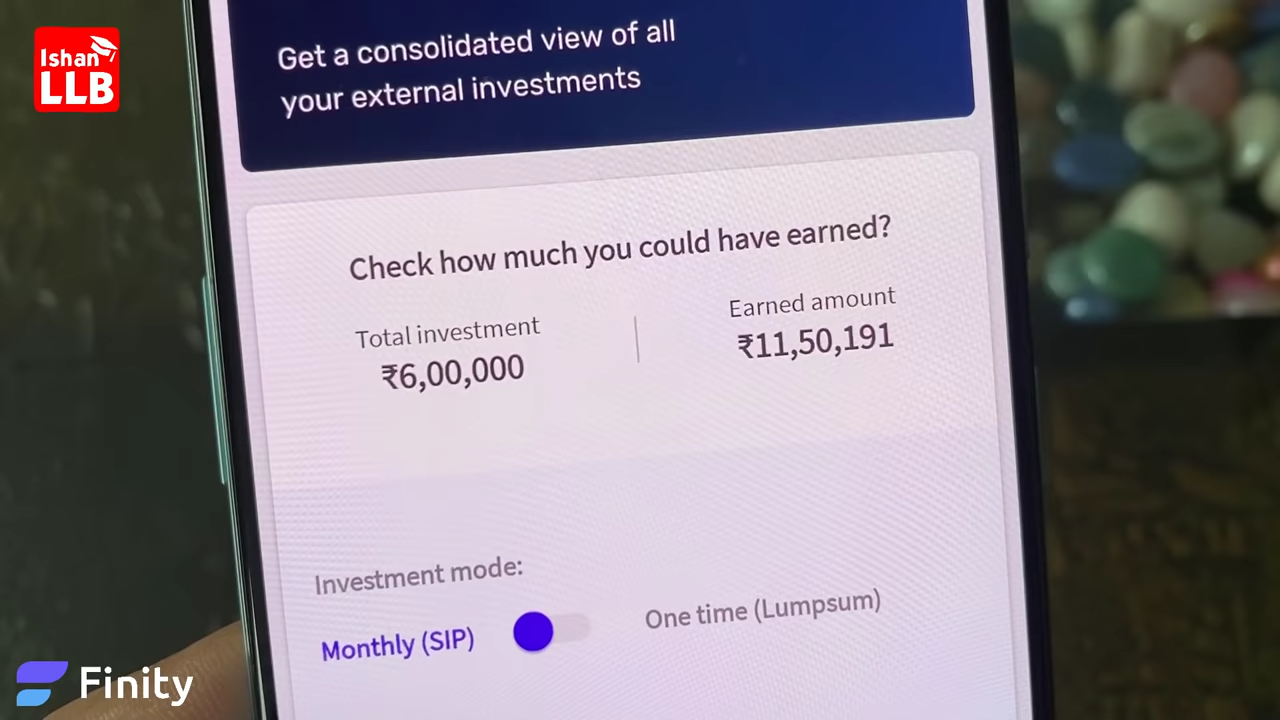 Ishan
LLB
Get a consolidated view of all
your external investments
Check how much you could have earned?
Total investment
₹6,00,000
Earned amount
₹11,50,191
Investment mode:
Monthly (SIP)
One time (Lumpsum)
Finity